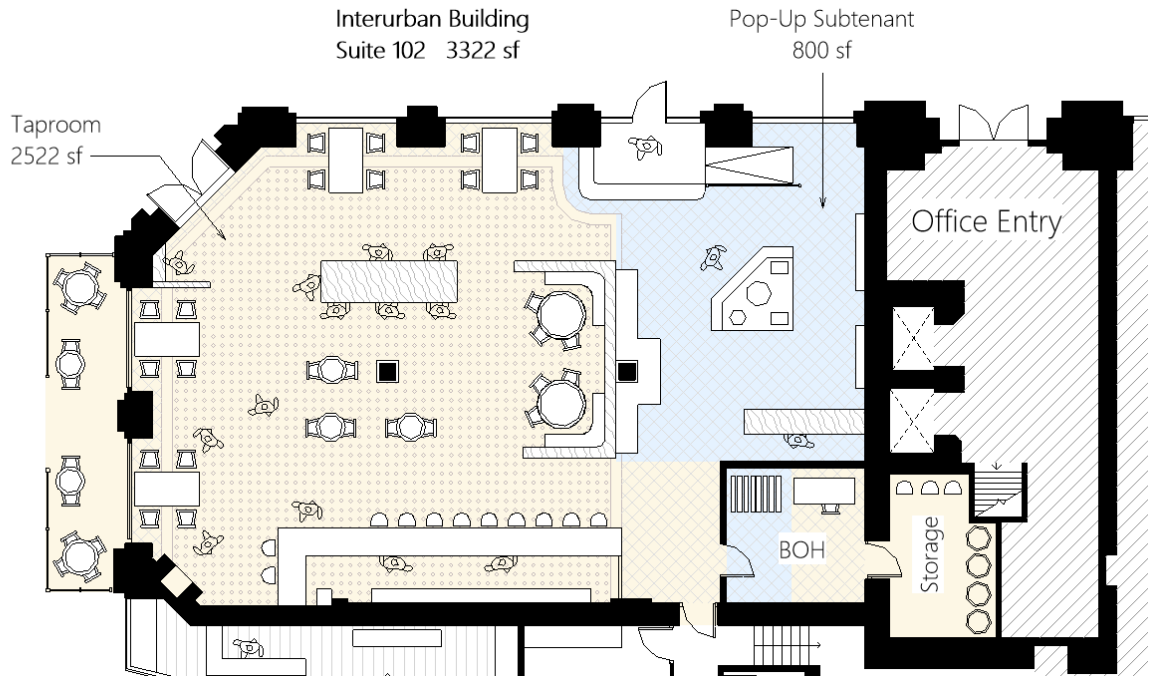 Interurban Building
Suite 102 3322 sf
Pop-Up Subtenant
800 sf
Taproom
2522 sf
Office Entry
BOH
Storage